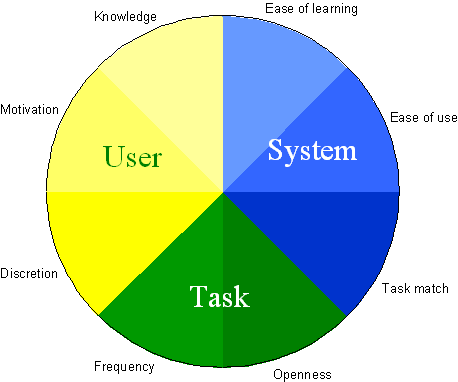 Ease of learning
Knowledge
Motivation
Ease of use
User
System
Discretion
Task match
Task
Frequency
Openness